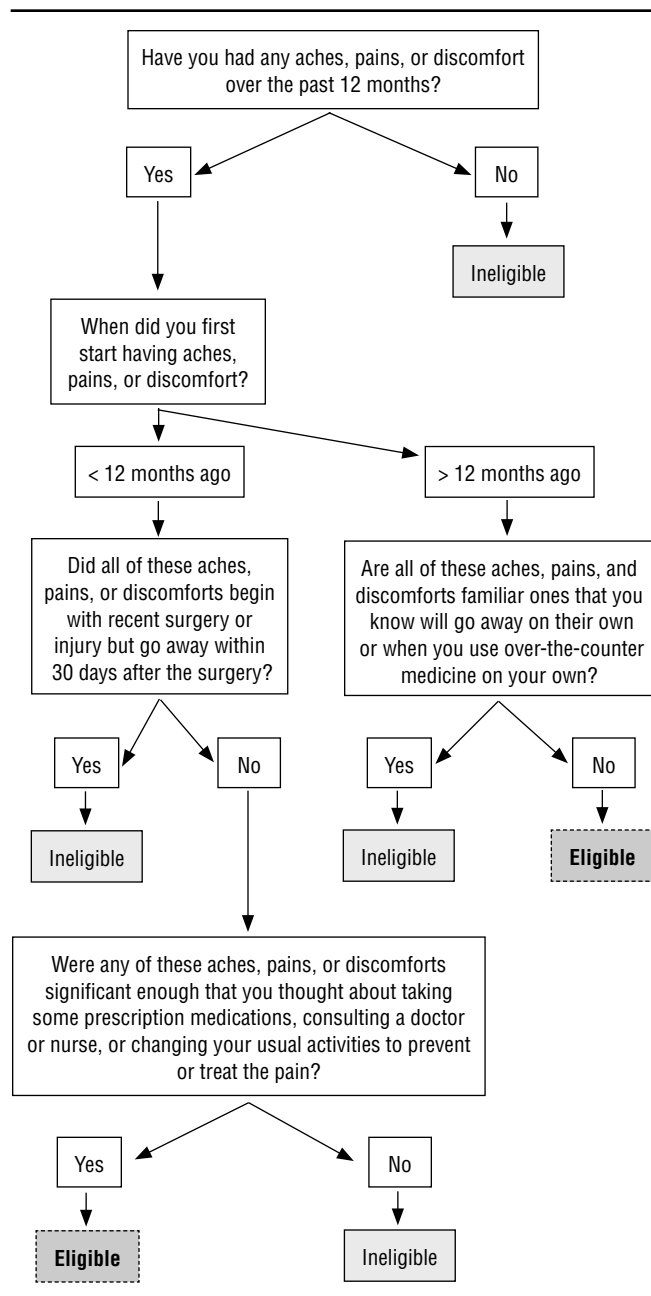 Have you had any aches, pains, or discomfort
over the past 12 months?
Yes
No
Ineligible
When did you first
start having aches,
pains, or discomfort?
< 12 months ago
> 12 months ago
Did all of these aches,
pains, or discomforts begin
with recent surgery or
injury but go away within
30 days after the surgery?
Are all of these aches, pains, and
discomforts familiar ones that you
know will go away on their own
or when you use over-the-counter
medicine on your own?
Yes
No
Yes
No
Ineligible
Ineligible
Eligible
Were any of these aches, pains, or discomforts
significant enough that you thought about taking
some prescription medications, consulting a doctor
or nurse, or changing your usual activities to prevent
or treat the pain?
Yes
No
Eligible
Ineligible